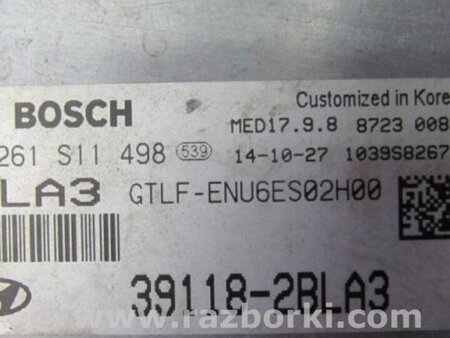 BOSCH
Customized in Kore
MED17.9.8 8723 008
261 S11 498 539 14-10-27 1039S8267
LA3 GTLF-ENU6ES02H00
39118-2BLA3
www.razborki.com